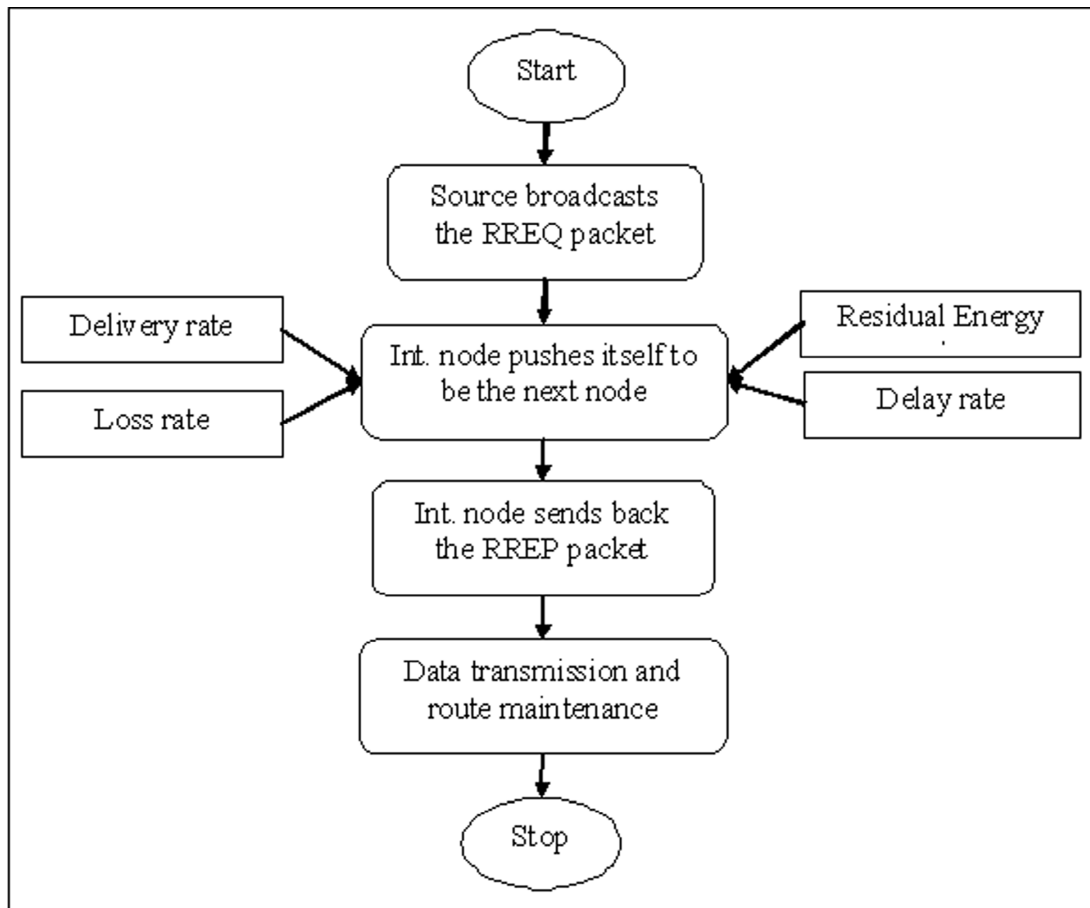 Start
Source broadcasts
the RREQ packet
Delivery rate
Loss rate
Int. node pushes itself to
be the next node
Residual Energy
Delay rate
Int. node sends back
the RREP packet
Data transmission and
route maintenance
Stop